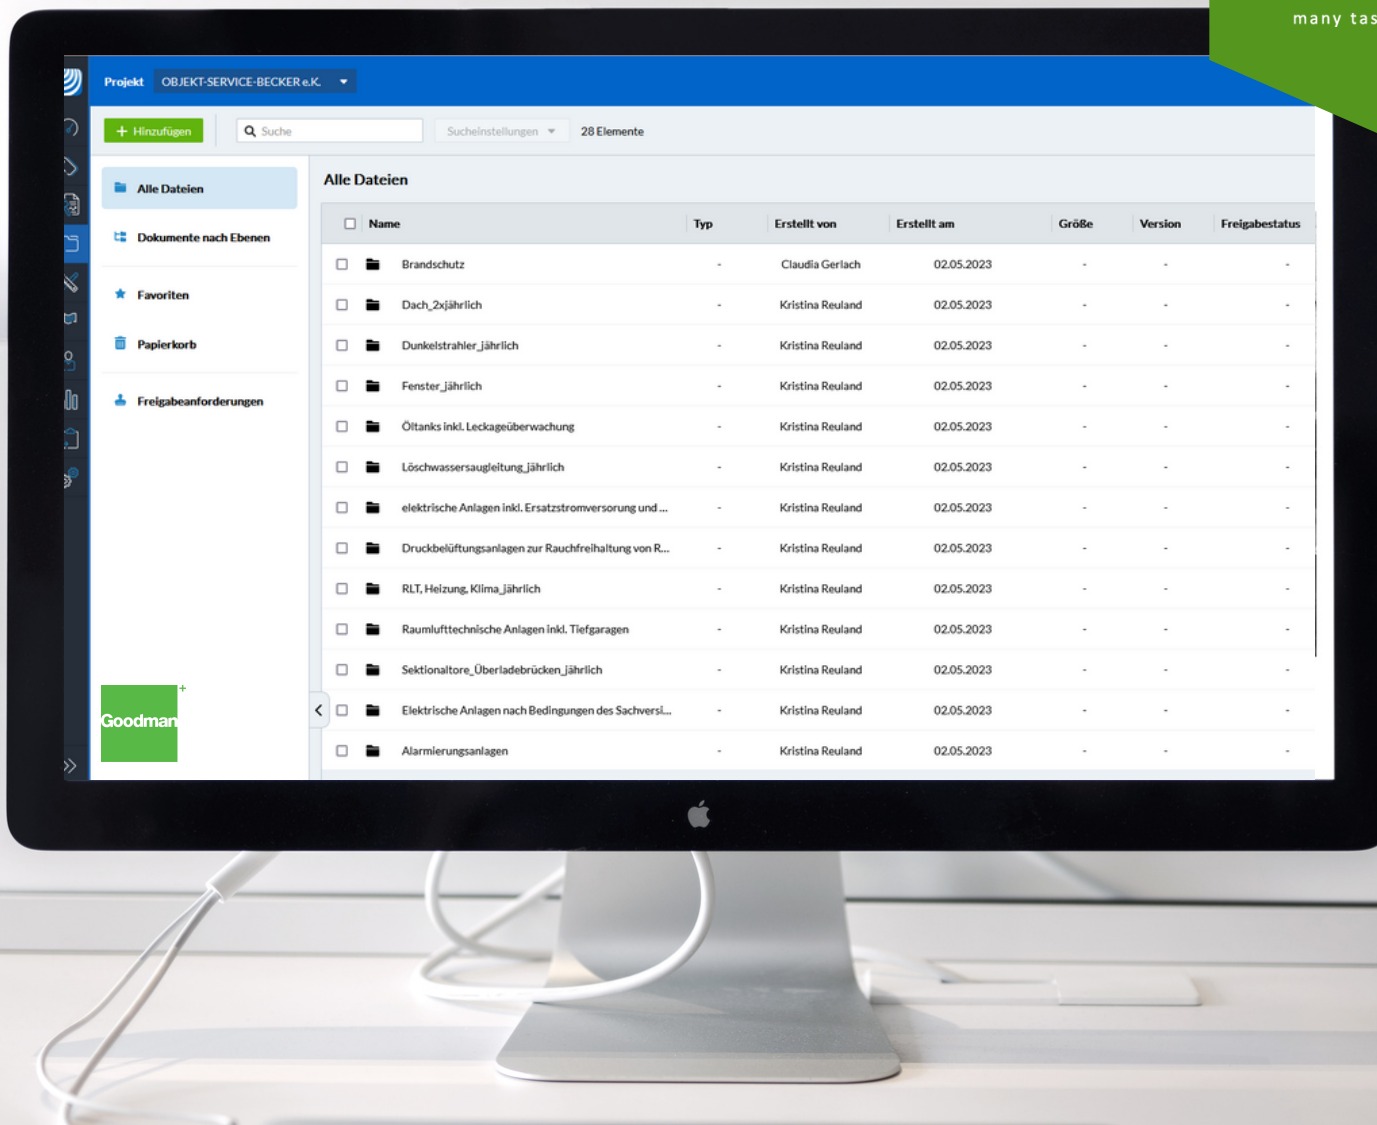 many tas
Projekt OBJEKT-SERVICE-BECKER e.K.
Hinzufügen Suche Sucheinstellungen 28 Elemente
Alle Dateien
Dokumente nach Ebenen
Favoriten
Papierkorb
Freigabeanforderungen
Alle Dateien
Name Typ Erstellt von Erstellt am Größe Version Freigabestatus
Brandschutz - Claudia Gerlach 02.05.2023 - - -
Dach_2xjährlich - Kristina Reuland 02.05.2023 - - -
Dunkelstrahler_jährlich - Kristina Reuland 02.05.2023 - - -
Fenster_jährlich - Kristina Reuland 02.05.2023 - - -
Öltanks inkl. Leckageüberwachung - Kristina Reuland 02.05.2023 - - -
Löschwassersaugleitung_jährlich - Kristina Reuland 02.05.2023 - - -
elektrische Anlagen inkl. Ersatzstromversorung und ... - Kristina Reuland 02.05.2023 - - -
Druckbelüftungsanlagen zur Rauchfreihaltung von R... - Kristina Reuland 02.05.2023 - - -
RLT, Heizung, Klima_jährlich - Kristina Reuland 02.05.2023 - - -
Raumlufttechnische Anlagen inkl. Tiefgaragen - Kristina Reuland 02.05.2023 - - -
Sektionaltore_Überladebrücken_jährlich - Kristina Reuland 02.05.2023 - - -
Elektrische Anlagen nach Bedingungen des Sachversi... - Kristina Reuland 02.05.2023 - - -
Alarmierungsanlagen - Kristina Reuland 02.05.2023 - - -
Goodman+